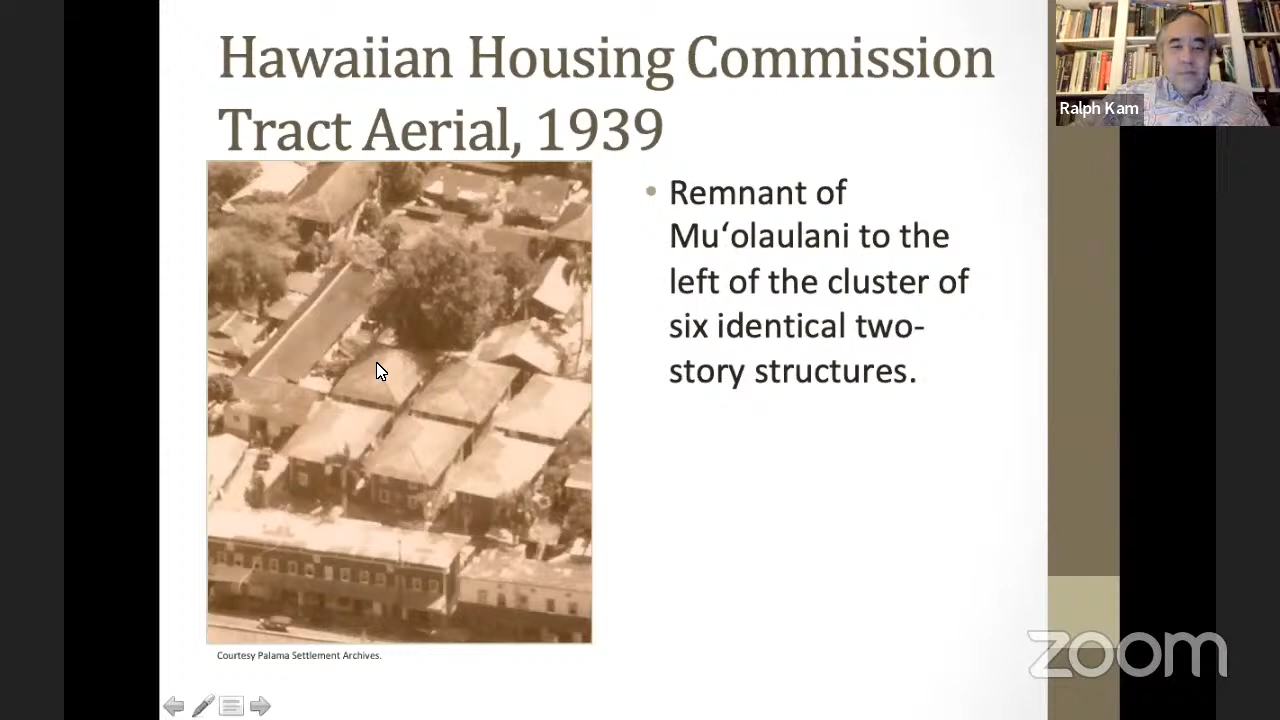 Hawaiian Housing Commission
Tract Aerial, 1939
Ralph Kam
• Remnant of
Muʻolaulani to the
left of the cluster of
six identical two-
story structures.
Courtesy Palama Settlement Archives.
zoom